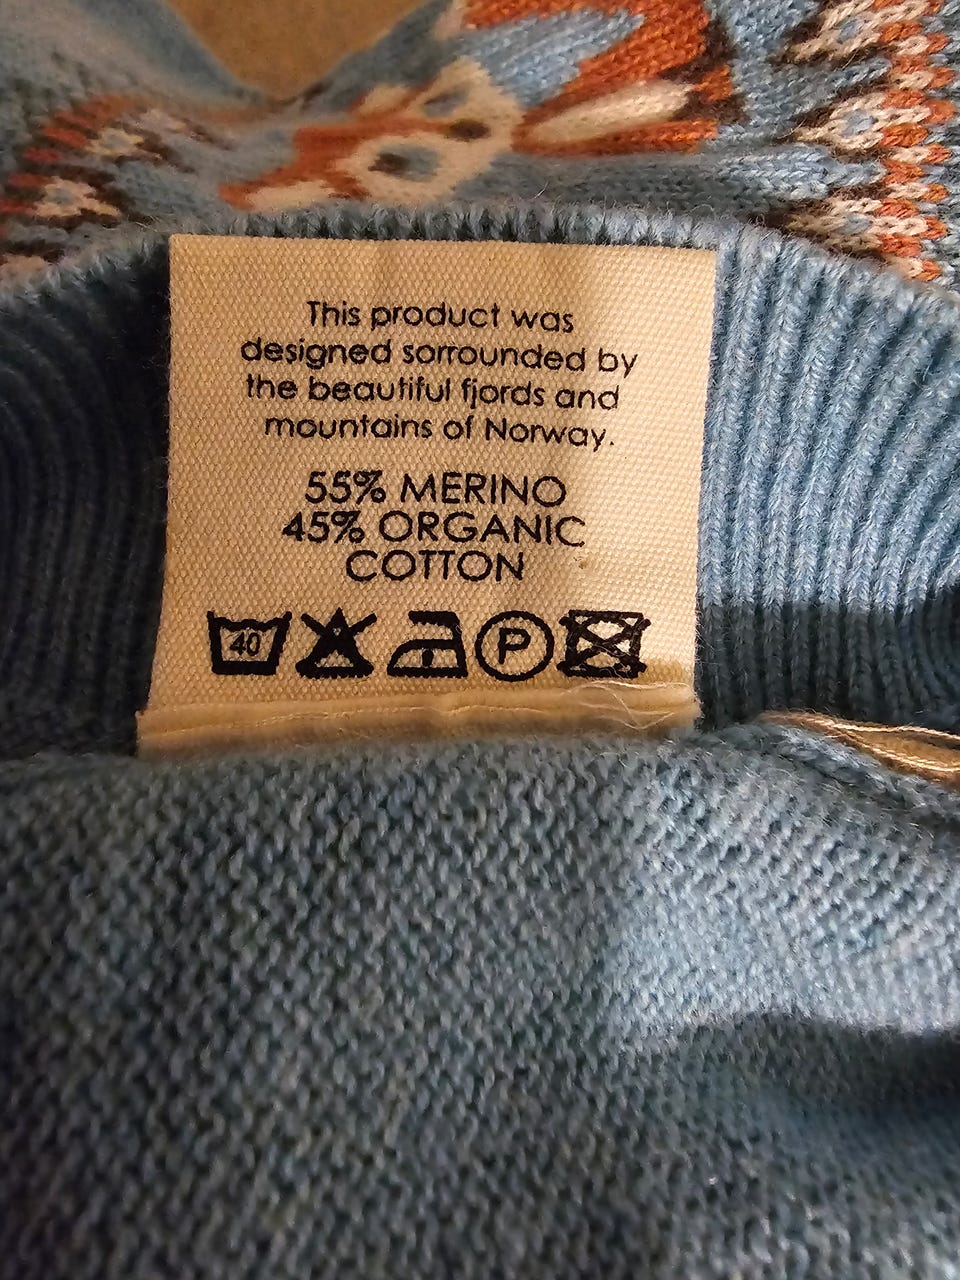 This product was
designed sorrounded by
the beautiful fjords and
mountains of Norway.
55% MERINO
45% ORGANIC
COTTON
40 P